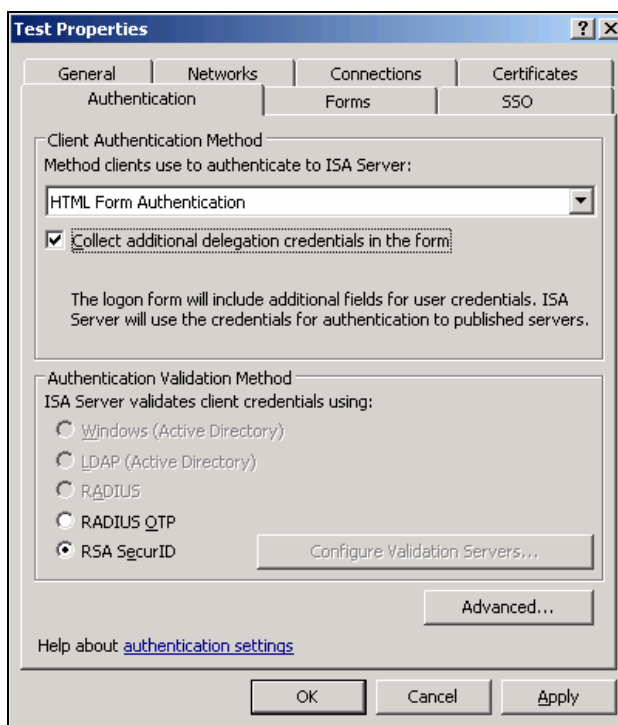 Test Properties
General
Networks
Connections
Certificates
Authentication
Forms
SSO
Client Authentication Method
Method clients use to authenticate to ISA Server:
HTML Form Authentication
Collect additional delegation credentials in the form
The logon form will include additional fields for user credentials. ISA
Server will use the credentials for authentication to published servers.
Authentication Validation Method
ISA Server validates client credentials using:
Windows (Active Directory)
LDAP (Active Directory)
RADIUS
RADIUS OTP
RSA SecurID
Configure Validation Servers...
Advanced...
Help about authentication settings
OK
Cancel
Apply